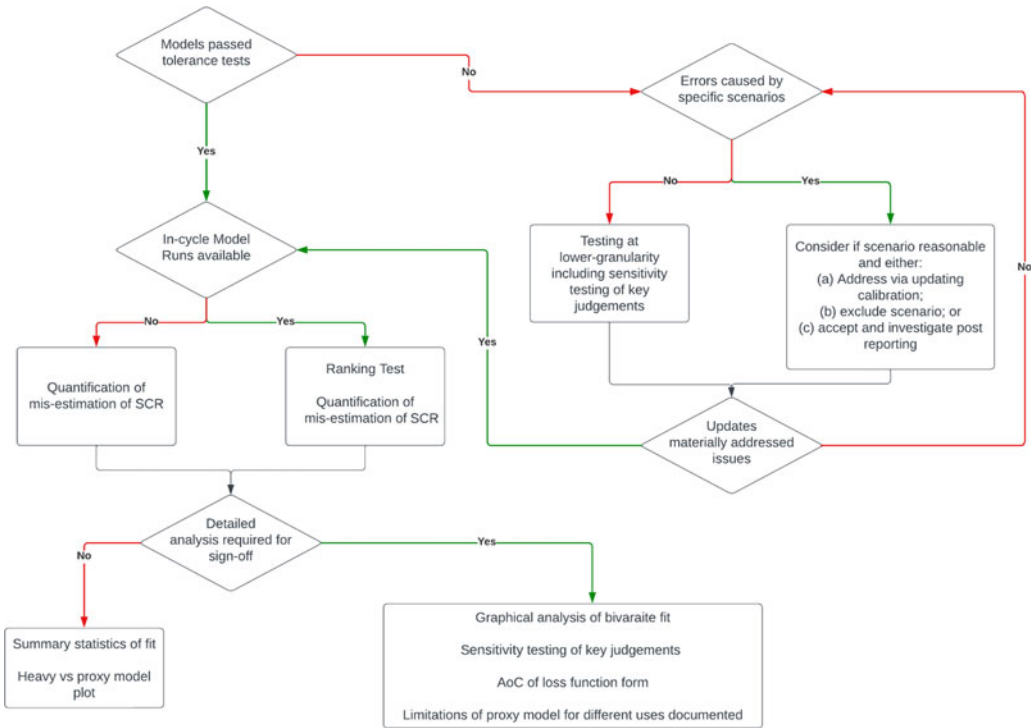 Models passed
tolerance tests
No
Errors caused by
specific scenarios
Yes
No
Yes
In-cycle Model
Runs available
Testing at
lower-granularity
including sensitivity
testing of key
judgements
Consider if scenario reasonable
and either:
(a) Address via updating
calibration;
(b) exclude scenario; or
(c) accept and investigate post
reporting
No
No
Yes
Yes
Quantification of
mis-estimation of SCR
Ranking Test
Quantification of
mis-estimation of SCR
Updates
materially addressed
issues
Detailed
analysis required for
sign-off
No
Yes
Summary statistics of fit
Heavy vs proxy model
plot
Graphical analysis of bivaraite fit
Sensitivity testing of key judgements
AoC of loss function form
Limitations of proxy model for different uses documented